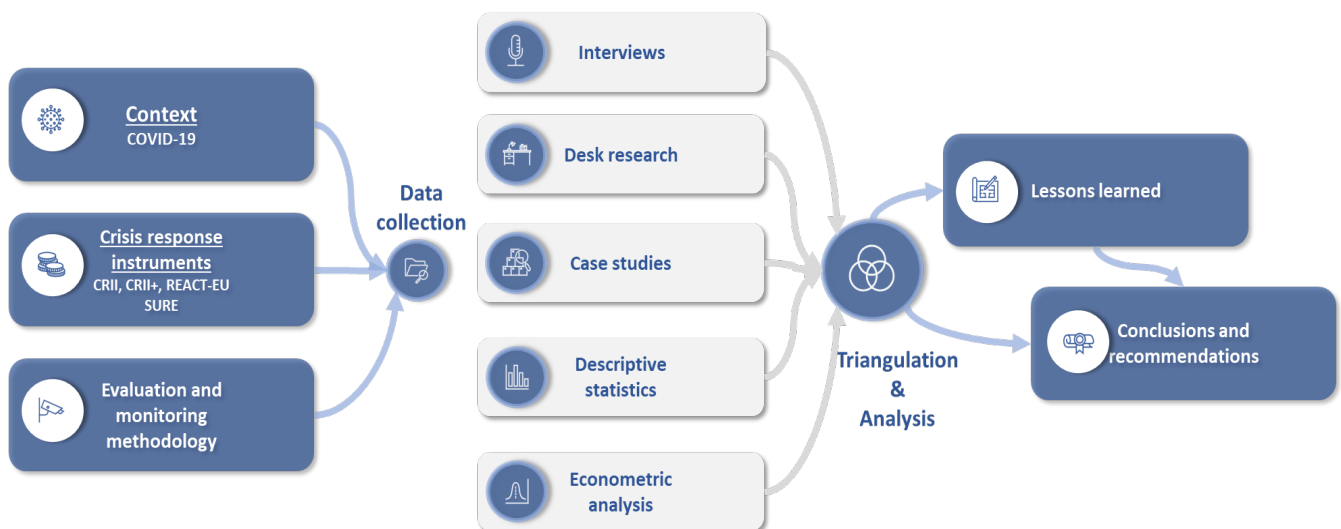 Context
COVID-19
Crisis response
instruments
CRII, CRII+, REACT-EU
SURE
Evaluation and
monitoring
methodology
Data
collection
Interviews
Desk research
Case studies
Descriptive
statistics
Econometric
analysis
Triangulation
&
Analysis
Lessons learned
Conclusions and
recommendations